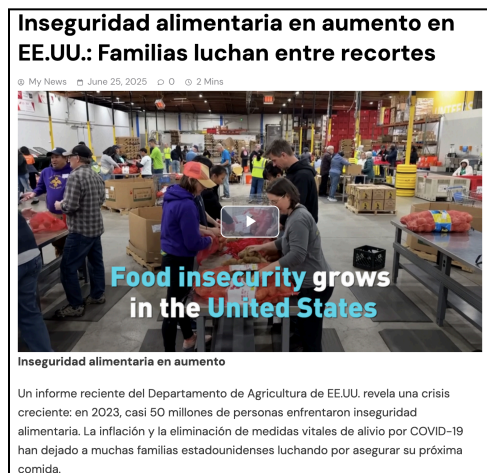 Inseguridad alimentaria en aumento en
EE.UU.: Familias luchan entre recortes
My News June 25, 2025 0 2 Mins
Food insecurity grows
in the United States
Inseguridad alimentaria en aumento
Un informe reciente del Departamento de Agricultura de EE.UU. revela una crisis
creciente: en 2023, casi 50 millones de personas enfrentaron inseguridad
alimentaria. La inflación y la eliminación de medidas vitales de alivio por COVID-19
han dejado a muchas familias estadounidenses luchando por asegurar su próxima
comida.